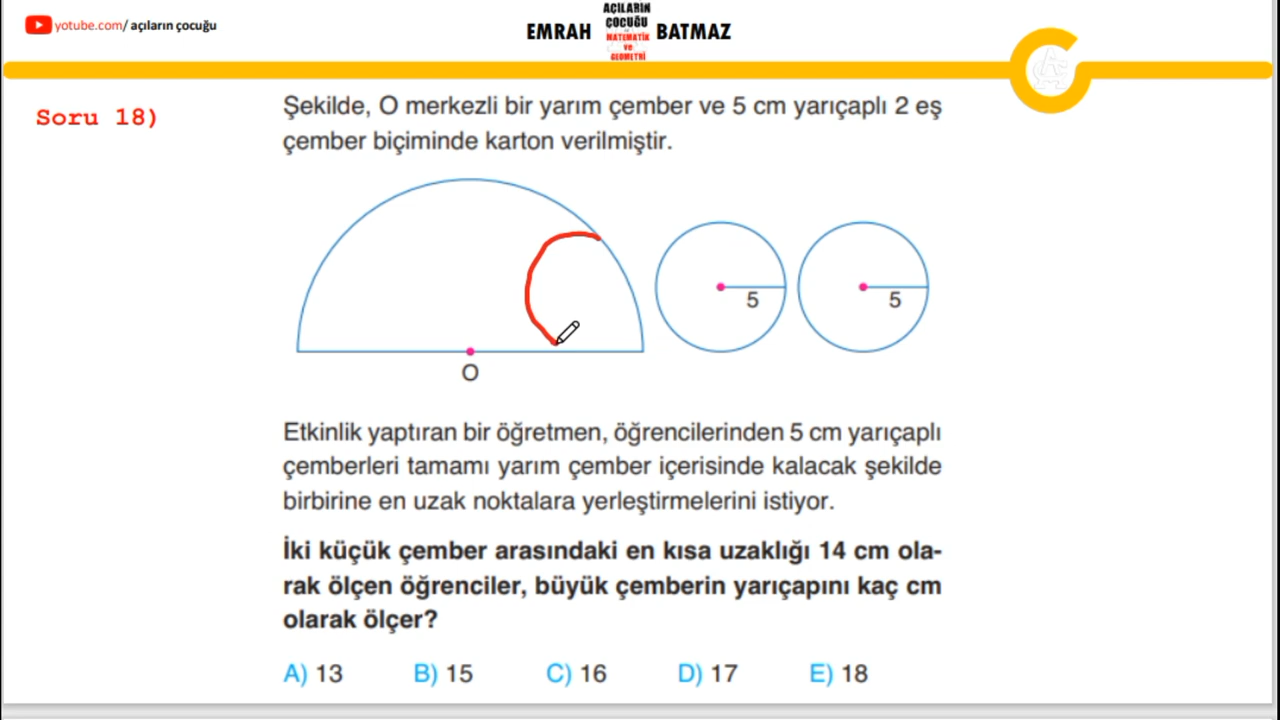 yotube.com/ açıların çocuğu
EMRAH
AÇILARIN
ÇOCUĞU
MATEMATİK
ve
GEOMETRİ
BATMAZ
Soru 18)
Şekilde, O merkezli bir yarım çember ve 5 cm yarıçaplı 2 eş
çember biçiminde karton verilmiştir.
5
5
O
Etkinlik yaptıran bir öğretmen, öğrencilerinden 5 cm yarıçaplı
çemberleri tamamı yarım çember içerisinde kalacak şekilde
birbirine en uzak noktalara yerleştirmelerini istiyor.
İki küçük çember arasındaki en kısa uzaklığı 14 cm ola-
rak ölçen öğrenciler, büyük çemberin yarıçapını kaç cm
olarak ölçer?
A) 13 B) 15 C) 16 D) 17 E) 18